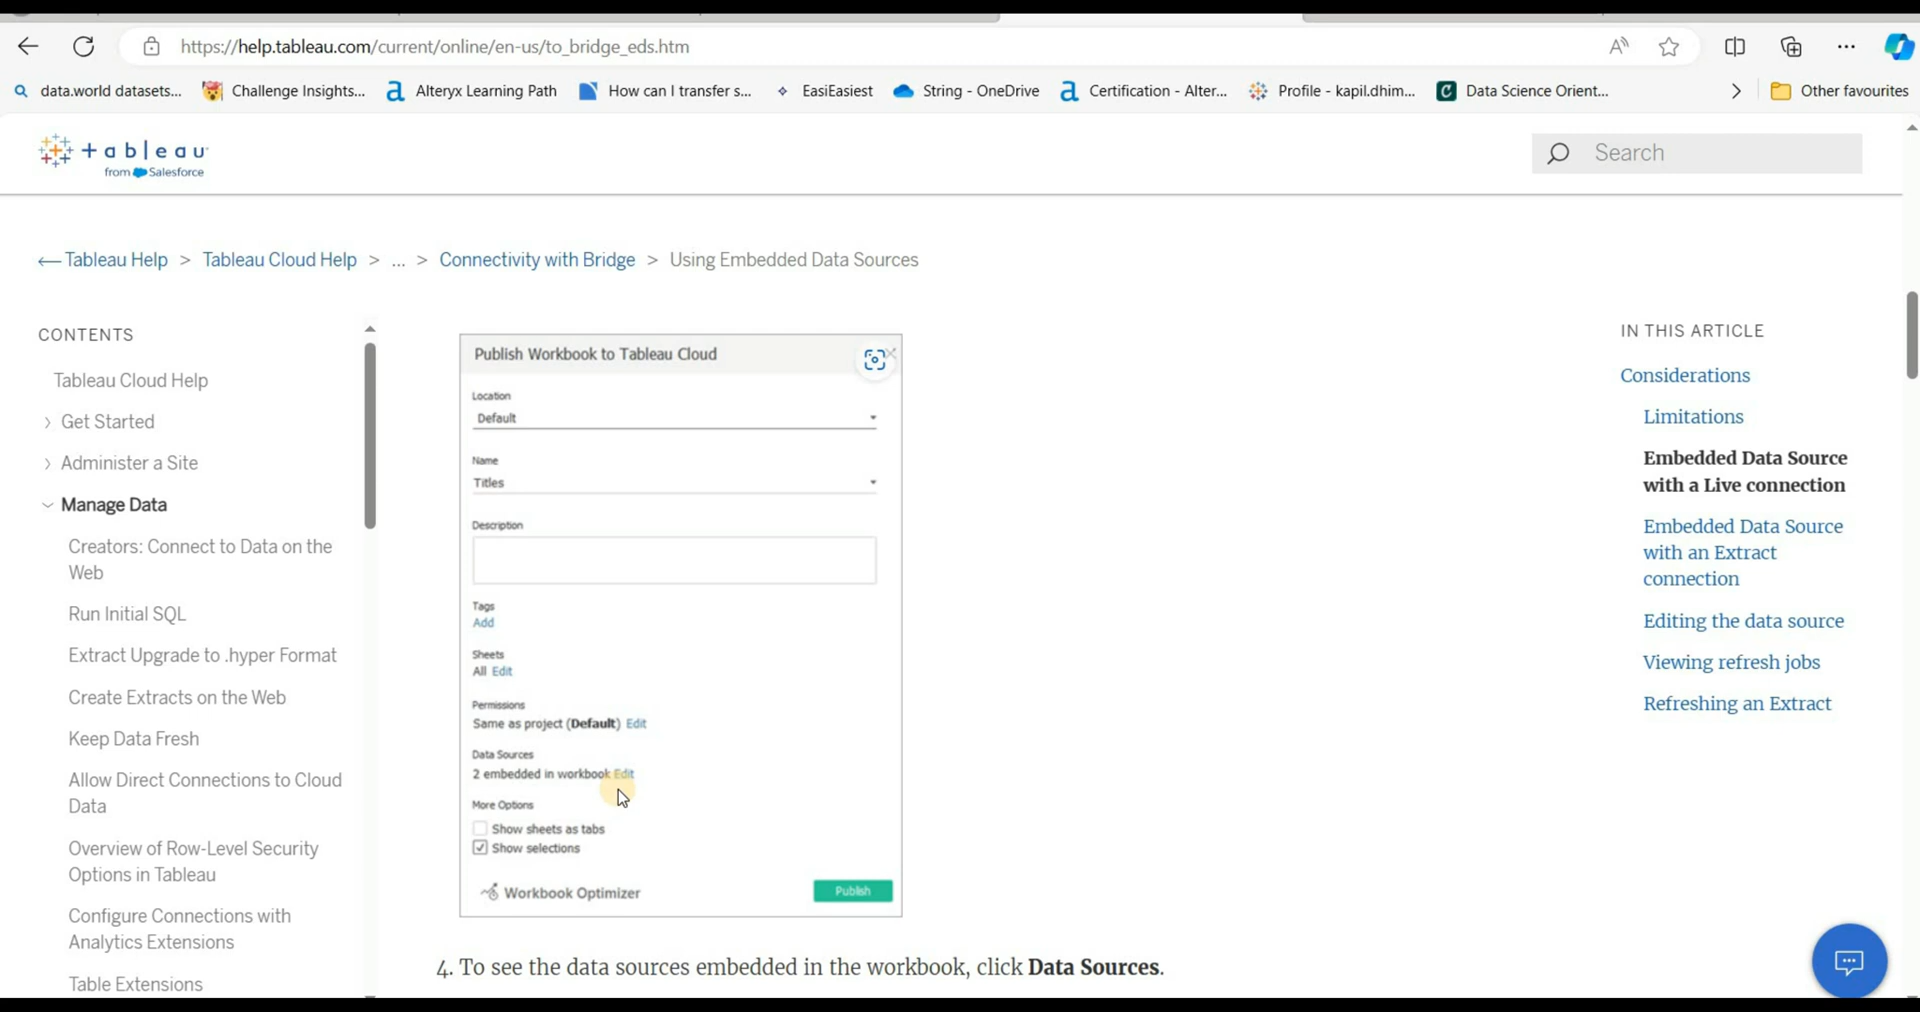 https://help.tableau.com/current/online/en-us/to_bridge_eds.htm
data.world datasets...
Challenge Insights...
Alteryx Learning Path
How can I transfer s...
EasiEasiest
String - OneDrive
Certification - Alter...
Profile - kapil.dhim...
Data Science Orient...
Other favourites
+ a b l e a u
from Salesforce
Search
Tableau Help > Tableau Cloud Help > ... > Connectivity with Bridge > Using Embedded Data Sources
CONTENTS
Tableau Cloud Help
Get Started
Administer a Site
Manage Data
Creators: Connect to Data on the
Web
Run Initial SQL
Extract Upgrade to .hyper Format
Create Extracts on the Web
Keep Data Fresh
Allow Direct Connections to Cloud
Data
Overview of Row-Level Security
Options in Tableau
Configure Connections with
Analytics Extensions
Table Extensions
Publish Workbook to Tableau Cloud
Location
Default
Name
Titles
Description
Tags
Add
Sheets
All Edit
Permissions
Same as project (Default) Edit
Data Sources
2 embedded in workbook Edit
More Options
Show sheets as tabs
Show selections
Workbook Optimizer
Publish
4. To see the data sources embedded in the workbook, click Data Sources.
IN THIS ARTICLE
Considerations
Limitations
Embedded Data Source
with a Live connection
Embedded Data Source
with an Extract
connection
Editing the data source
Viewing refresh jobs
Refreshing an Extract